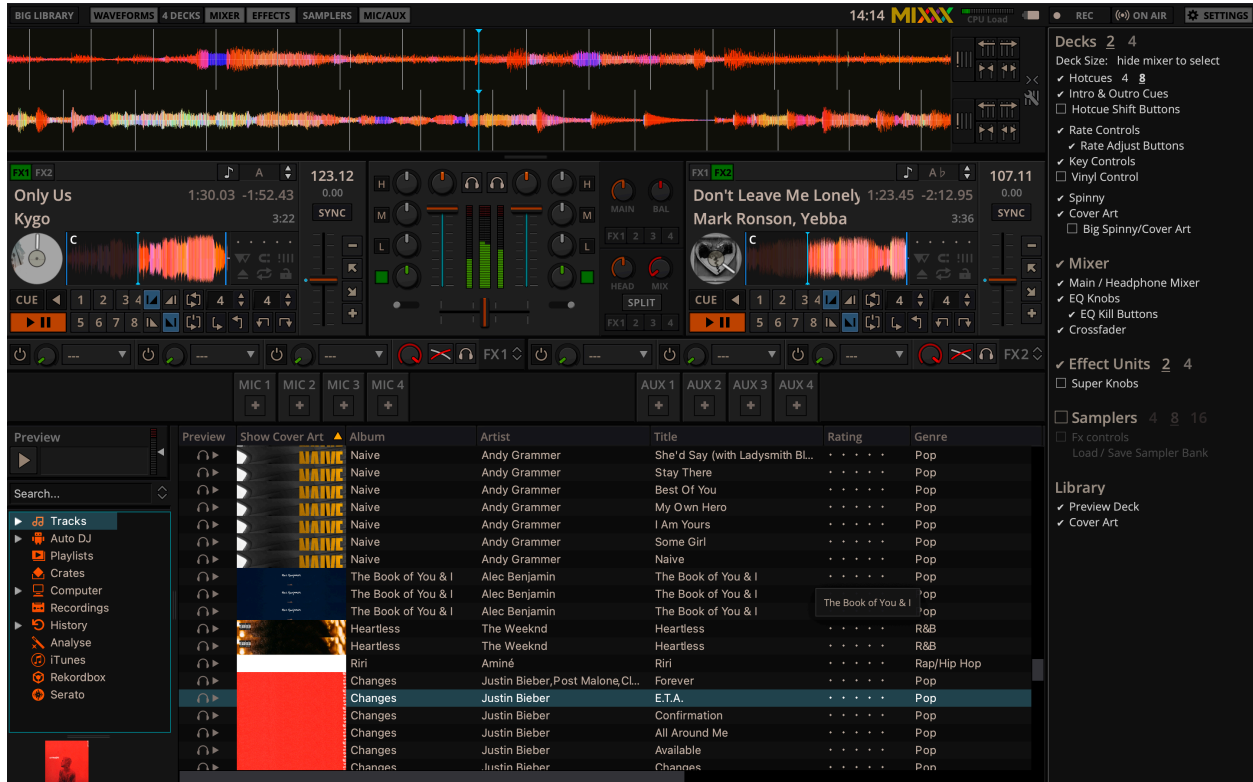 BIG LIBRARY WAVEFORMS 4 DECKS MIXER EFFECTS SAMPLERS MIC/AUX 14:14 MIXXX CPU Load REC ON AIR SETTINGS
FX1 FX2 A 123.12
Only Us 1:30.03 -1:52.43 0.00
Kygo 3:22 SYNC
C
CUE 1 2 3 4 4 4
5 6 7 8
H H
M M
L L
MAIN BAL
FX1 2 3 4
HEAD MIX
SPLIT
FX1 2 3 4
FX1 FX2 A♭ 107.11
Don't Leave Me Lonely 1:23.45 -2:12.95 0.00
Mark Ronson, Yebba 3:36 SYNC
C
CUE 1 2 3 4 4 4
5 6 7 8
--- --- --- FX1 --- --- --- FX2
MIC 1 MIC 2 MIC 3 MIC 4 AUX 1 AUX 2 AUX 3 AUX 4
Preview
Search...
Tracks
Auto DJ
Playlists
Crates
Computer
Recordings
History
Analyse
iTunes
Rekordbox
Serato
Preview Show Cover Art Album Artist Title Rating Genre
NAIVE Naive Andy Grammer She'd Say (with Ladysmith Bl... Pop
Naive Andy Grammer Stay There Pop
NAIVE Naive Andy Grammer Best Of You Pop
NAIVE Naive Andy Grammer My Own Hero Pop
NAIVE Naive Andy Grammer I Am Yours Pop
NAIVE Naive Andy Grammer Some Girl Pop
NAIVE Naive Andy Grammer Naive Pop
The Book of You & I Alec Benjamin The Book of You & I Pop
The Book of You & I Alec Benjamin The Book of You & I Pop
The Book of You & I Alec Benjamin The Book of You & I Pop
The Book of You & I
Heartless The Weeknd Heartless R&B
Heartless The Weeknd Heartless R&B
Riri Aminé Riri Rap/Hip Hop
Changes Justin Bieber,Post Malone,Cl... Forever Pop
Changes Justin Bieber E.T.A. Pop
Changes Justin Bieber Confirmation Pop
Changes Justin Bieber All Around Me Pop
Changes Justin Bieber Available Pop
Changes Justin Bieber Changes Pop
Decks 2 4
Deck Size: hide mixer to select
Hotcues 4 8
Intro & Outro Cues
Hotcue Shift Buttons
Rate Controls
Rate Adjust Buttons
Key Controls
Vinyl Control
Spinny
Cover Art
Big Spinny/Cover Art
Mixer
Main / Headphone Mixer
EQ Knobs
EQ Kill Buttons
Crossfader
Effect Units 2 4
Super Knobs
Samplers 4 8 16
Fx controls
Load / Save Sampler Bank
Library
Preview Deck
Cover Art